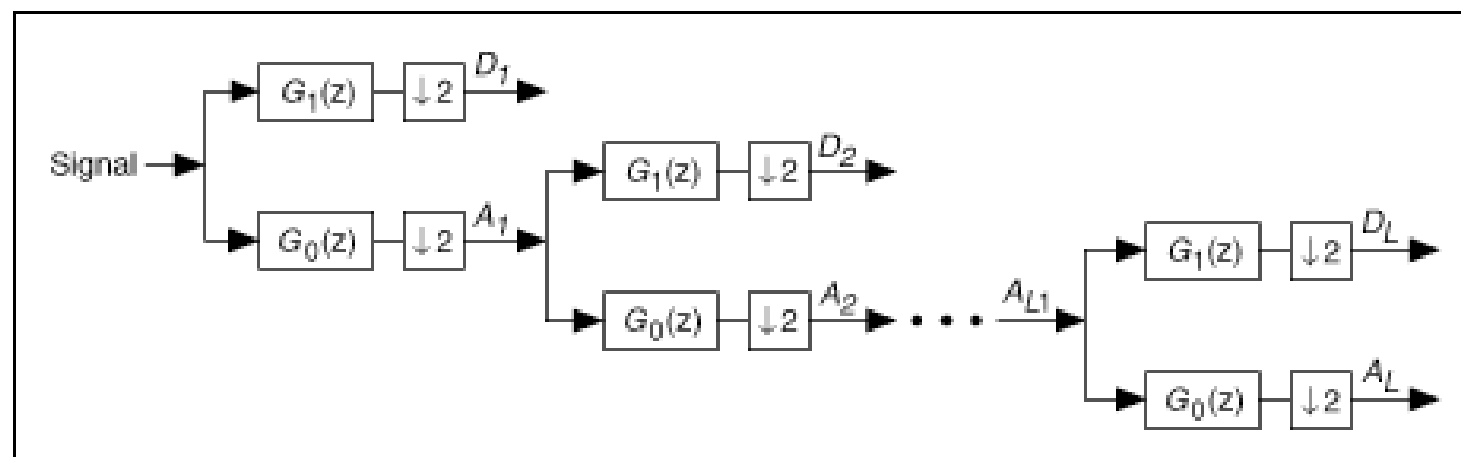 D1
G1(z) ↓2
Signal
D2
G1(z) ↓2
A1
G0(z) ↓2
DL
G1(z) ↓2
A2
AL1
G0(z) ↓2
AL
G0(z) ↓2